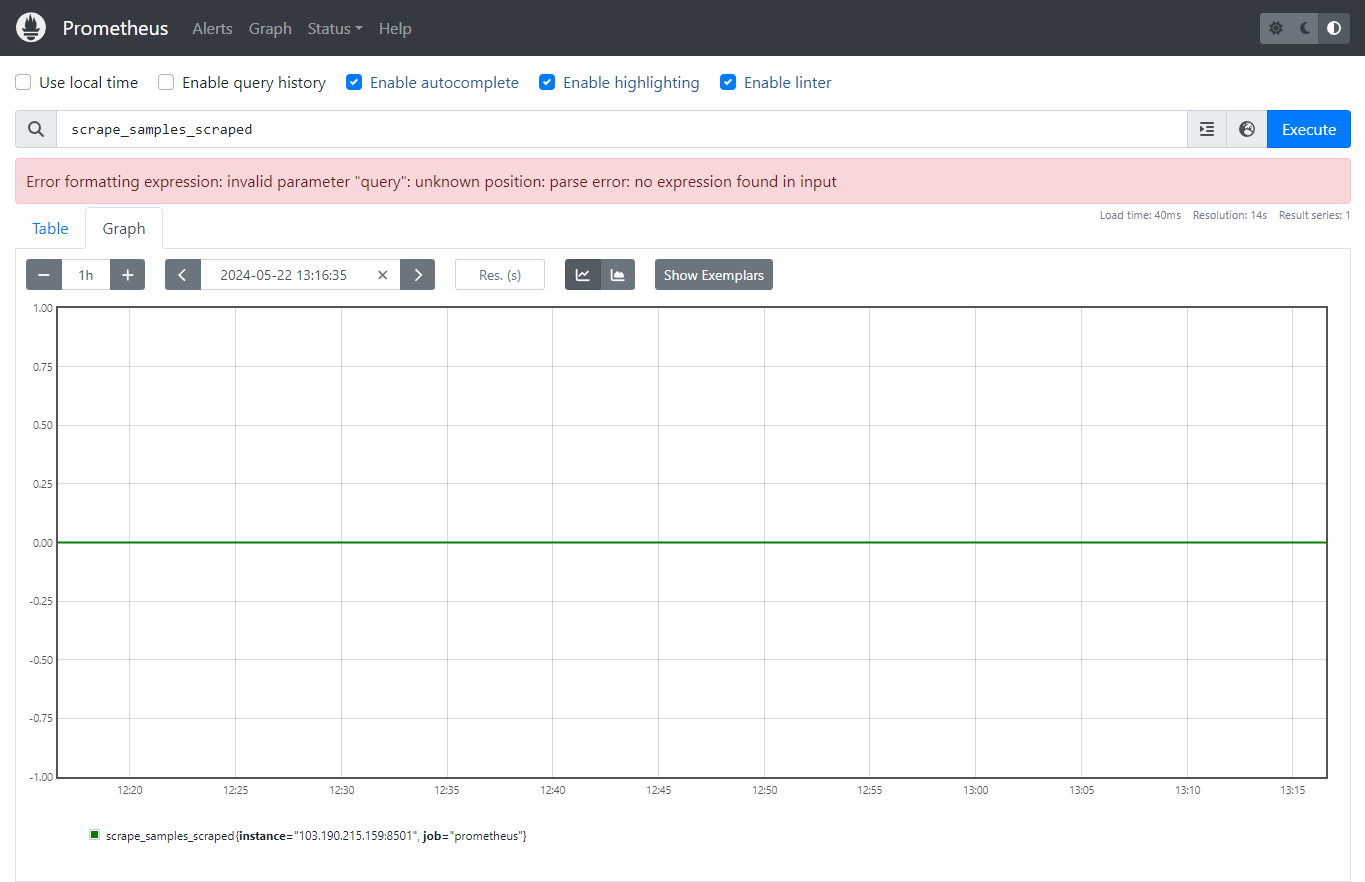 Prometheus Alerts Graph Status Help
Use local time Enable query history Enable autocomplete Enable highlighting Enable linter
scrape_samples_scraped Execute
Error formatting expression: invalid parameter "query": unknown position: parse error: no expression found in input
Load time: 40ms Resolution: 14s Result series: 1
Table Graph
1h 2024-05-22 13:16:35 Res. (s) Show Exemplars
1.00
0.75
0.50
0.25
0.00
-0.25
-0.50
-0.75
-1.00
12:20 12:25 12:30 12:35 12:40 12:45 12:50 12:55 13:00 13:05 13:10 13:15
scrape_samples_scraped{instance="103.190.215.159:8501", job="prometheus"}